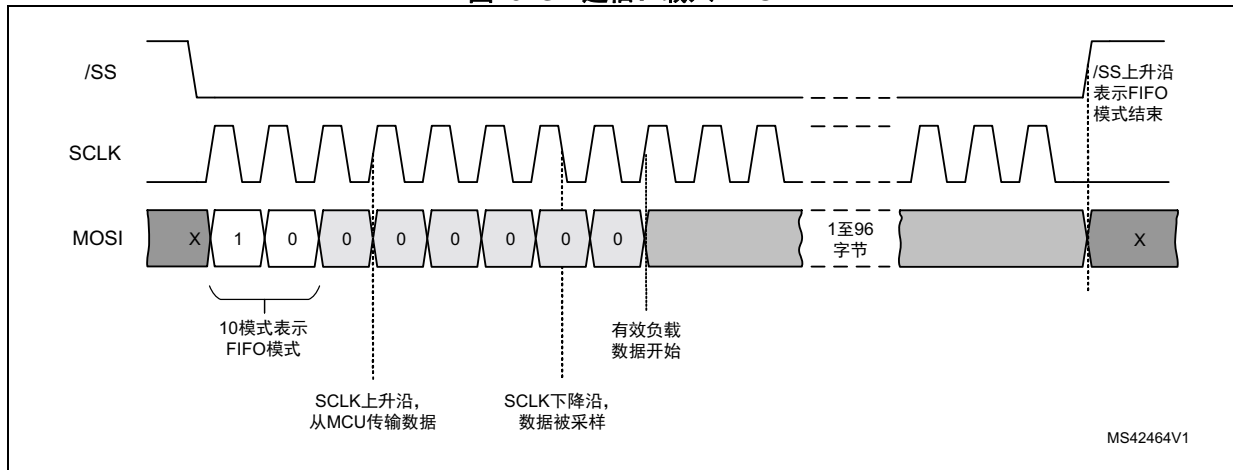 /SS
/SS上升沿
表示FIFO
模式结束
SCLK
MOSI
X 1 0 0 0 0 0 0 0
1至96
字节
X
10模式表示
FIFO模式
有效负载
数据开始
SCLK上升沿，
从MCU传输数据
SCLK下降沿，
数据被采样
MS42464V1